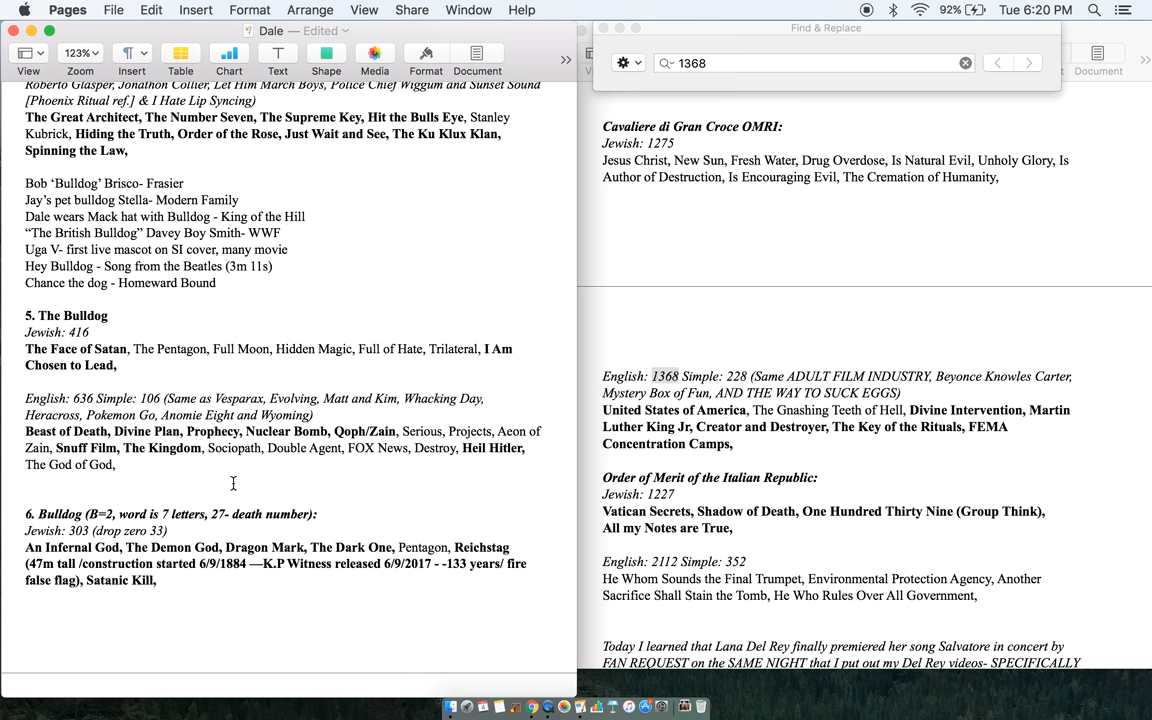 Pages File Edit Insert Format Arrange View Share Window Help 92% Tue 6:20 PM
Dale — Edited
Find & Replace
123%
View Zoom Insert Table Chart Text Shape Media Format Document
1368
Document
Roberto Glasper, Jonathon Collier, Let Him March Boys, Police Chief Wiggum and Sunset Sound
[Phoenix Ritual ref.] & I Hate Lip Syncing)
The Great Architect, The Number Seven, The Supreme Key, Hit the Bulls Eye, Stanley
Kubrick, Hiding the Truth, Order of the Rose, Just Wait and See, The Ku Klux Klan,
Spinning the Law,
Bob ‘Bulldog’ Brisco- Frasier
Jay’s pet bulldog Stella- Modern Family
Dale wears Mack hat with Bulldog - King of the Hill
“The British Bulldog” Davey Boy Smith- WWF
Uga V- first live mascot on SI cover, many movie
Hey Bulldog - Song from the Beatles (3m 11s)
Chance the dog - Homeward Bound
5. The Bulldog
Jewish: 416
The Face of Satan, The Pentagon, Full Moon, Hidden Magic, Full of Hate, Trilateral, I Am
Chosen to Lead,
English: 636 Simple: 106 (Same as Vesparax, Evolving, Matt and Kim, Whacking Day,
Heracross, Pokemon Go, Anomie Eight and Wyoming)
Beast of Death, Divine Plan, Prophecy, Nuclear Bomb, Qoph/Zain, Serious, Projects, Aeon of
Zain, Snuff Film, The Kingdom, Sociopath, Double Agent, FOX News, Destroy, Heil Hitler,
The God of God,
6. Bulldog (B=2, word is 7 letters, 27- death number):
Jewish: 303 (drop zero 33)
An Infernal God, The Demon God, Dragon Mark, The Dark One, Pentagon, Reichstag
(47m tall /construction started 6/9/1884 —K.P Witness released 6/9/2017 - -133 years/ fire
false flag), Satanic Kill,
Cavaliere di Gran Croce OMRI:
Jewish: 1275
Jesus Christ, New Sun, Fresh Water, Drug Overdose, Is Natural Evil, Unholy Glory, Is
Author of Destruction, Is Encouraging Evil, The Cremation of Humanity,
English: 1368 Simple: 228 (Same ADULT FILM INDUSTRY, Beyonce Knowles Carter,
Mystery Box of Fun, AND THE WAY TO SUCK EGGS)
United States of America, The Gnashing Teeth of Hell, Divine Intervention, Martin
Luther King Jr, Creator and Destroyer, The Key of the Rituals, FEMA
Concentration Camps,
Order of Merit of the Italian Republic:
Jewish: 1227
Vatican Secrets, Shadow of Death, One Hundred Thirty Nine (Group Think),
All my Notes are True,
English: 2112 Simple: 352
He Whom Sounds the Final Trumpet, Environmental Protection Agency, Another
Sacrifice Shall Stain the Tomb, He Who Rules Over All Government,
Today I learned that Lana Del Rey finally premiered her song Salvatore in concert by
FAN REQUEST on the SAME NIGHT that I put out my Del Rey videos- SPECIFICALLY